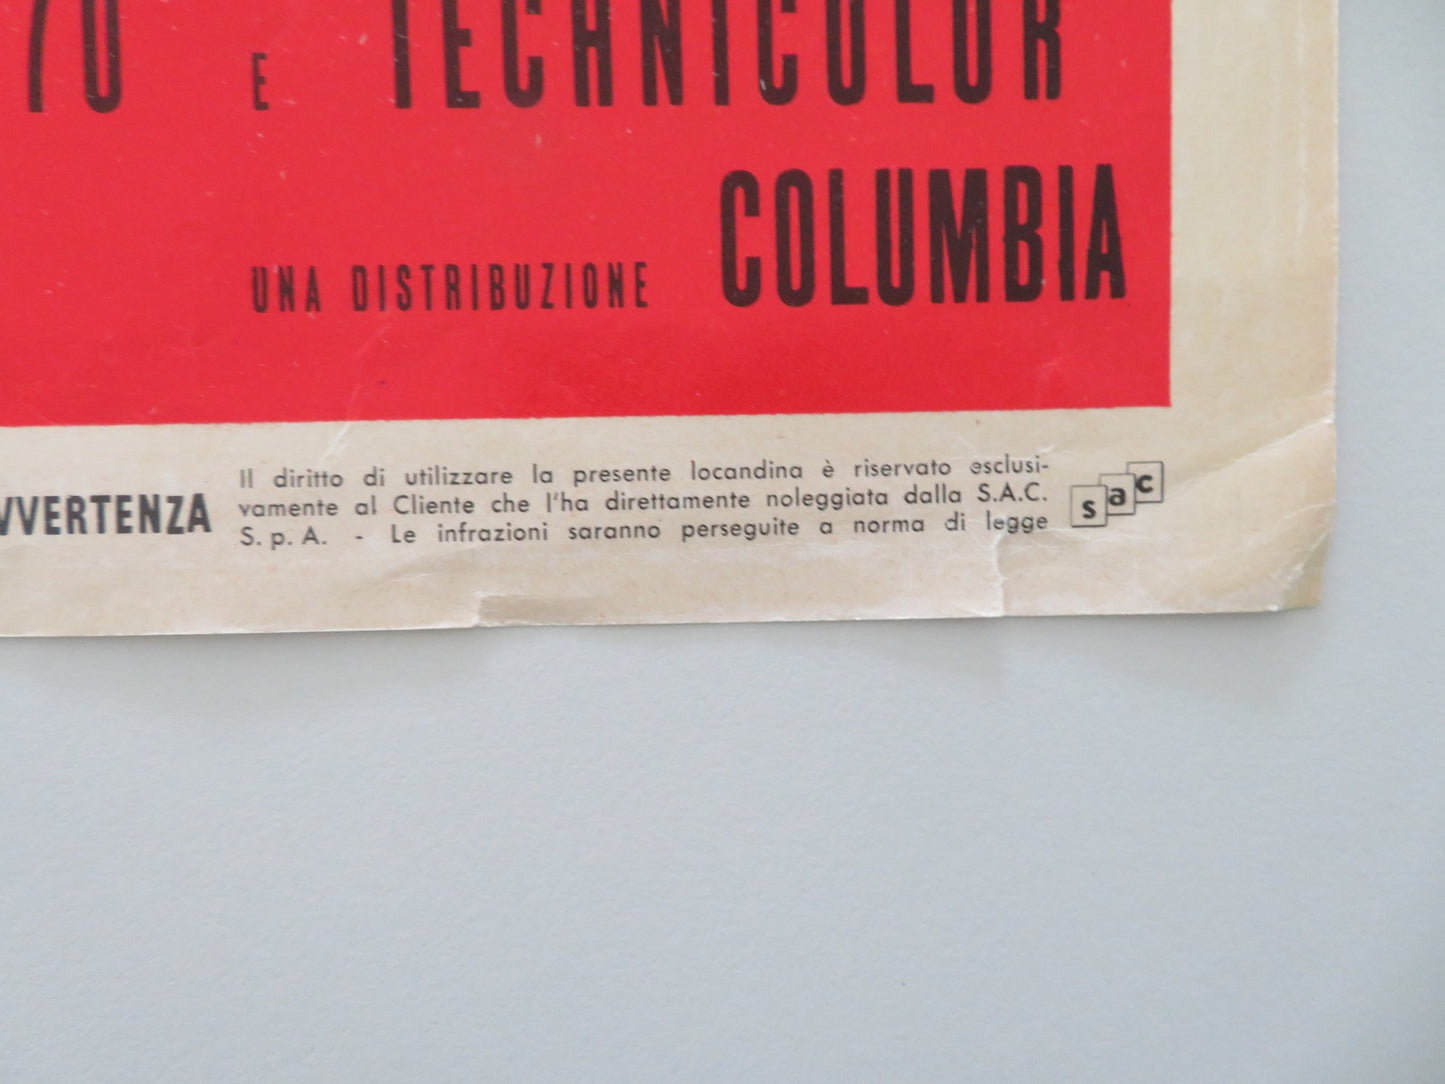 70 E TECHNICOLOR
UNA DISTRIBUZIONE COLUMBIA
VVERTENZA
Il diritto di utilizzare la presente locandina è riservato esclusi-
vamente al Cliente che l'ha direttamente noleggiata dalla S.A.C.
S. p. A. - Le infrazioni saranno perseguite a norma di legge
sac